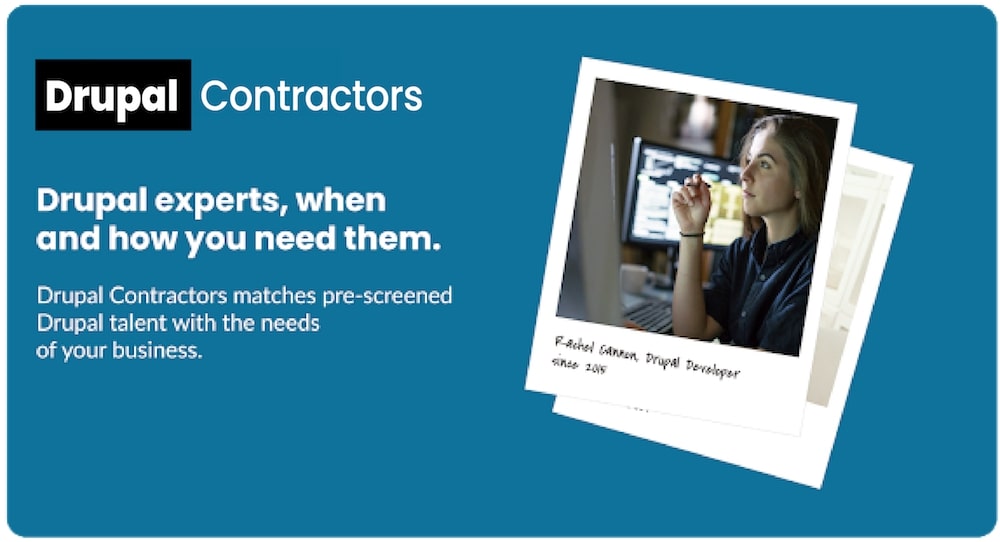 Drupal Contractors
Drupal experts, when
and how you need them.
Drupal Contractors matches pre-screened
Drupal talent with the needs
of your business.
Rachel Gannon, Drupal Developer
since 2015